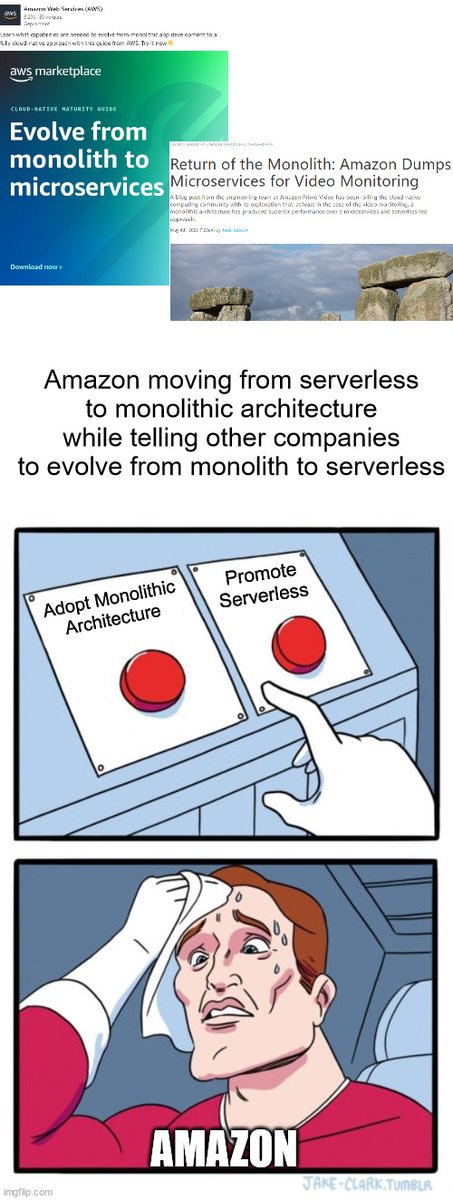 aws
Amazon Web Services (AWS)
Learn what capabilities are needed to evolve from monolithic app development to a
fully cloud-native approach with this guide from AWS. Try it now👇
aws marketplace
CLOUD-NATIVE MATURITY GUIDE
Evolve from
monolith to
microservices
Download now ›
Return of the Monolith: Amazon Dumps
Microservices for Video Monitoring
A blog post from the engineering team at Amazon Prime Video has been roiling the cloud native
computing community with its explanation that, at least in the case of the video monitoring, a
monolithic architecture has produced superior performance over a microservices and serverless-led
approach.
Amazon moving from serverless
to monolithic architecture
while telling other companies
to evolve from monolith to serverless
Adopt Monolithic
Architecture
Promote
Serverless
AMAZON
JAKE-CLARK.TUMBLR
imgflip.com